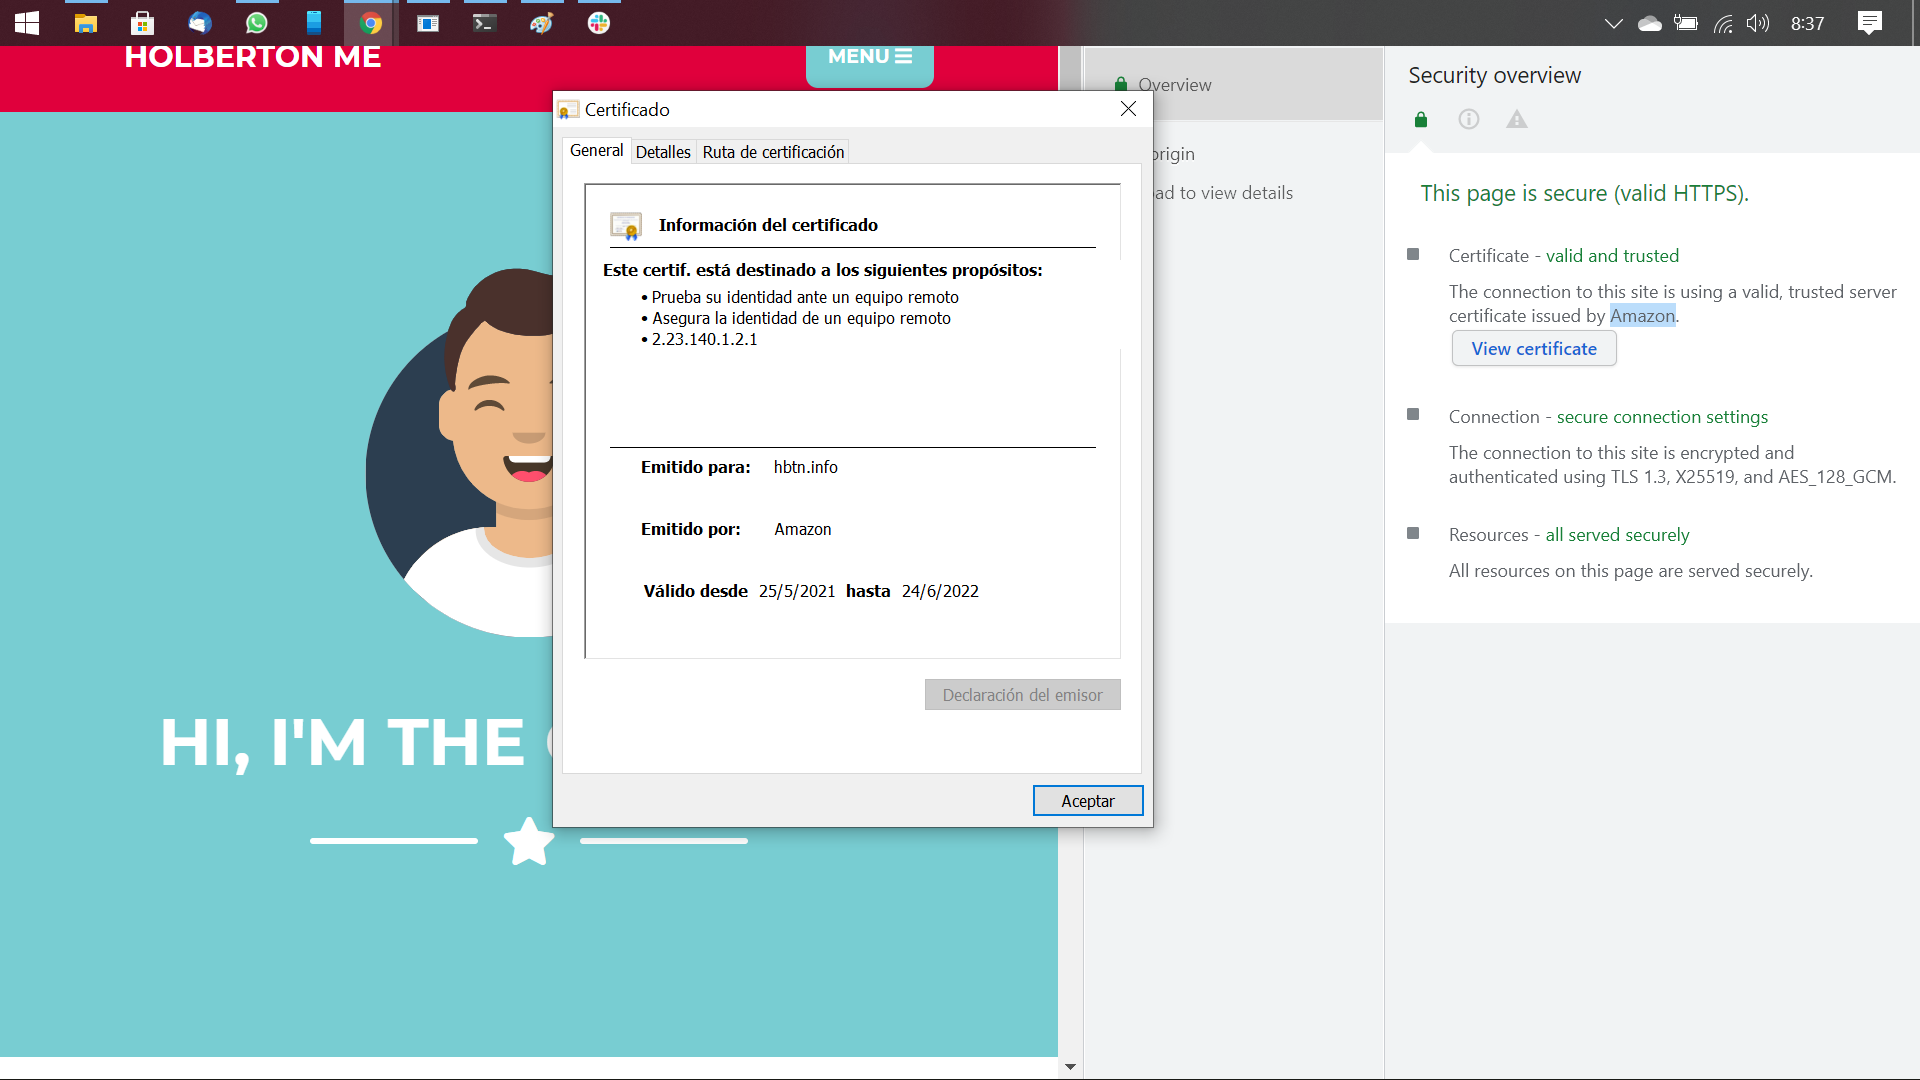 8:37
HOLBERTON ME
MENU
Overview
origin
ad to view details
Certificado
General
Detalles
Ruta de certificación
Información del certificado
Este certif. está destinado a los siguientes propósitos:
• Prueba su identidad ante un equipo remoto
• Asegura la identidad de un equipo remoto
• 2.23.140.1.2.1
Emitido para: hbtn.info
Emitido por: Amazon
Válido desde 25/5/2021 hasta 24/6/2022
Declaración del emisor
Aceptar
HI, I'M THE
Security overview
This page is secure (valid HTTPS).
Certificate - valid and trusted
The connection to this site is using a valid, trusted server
certificate issued by Amazon.
View certificate
Connection - secure connection settings
The connection to this site is encrypted and
authenticated using TLS 1.3, X25519, and AES_128_GCM.
Resources - all served securely
All resources on this page are served securely.